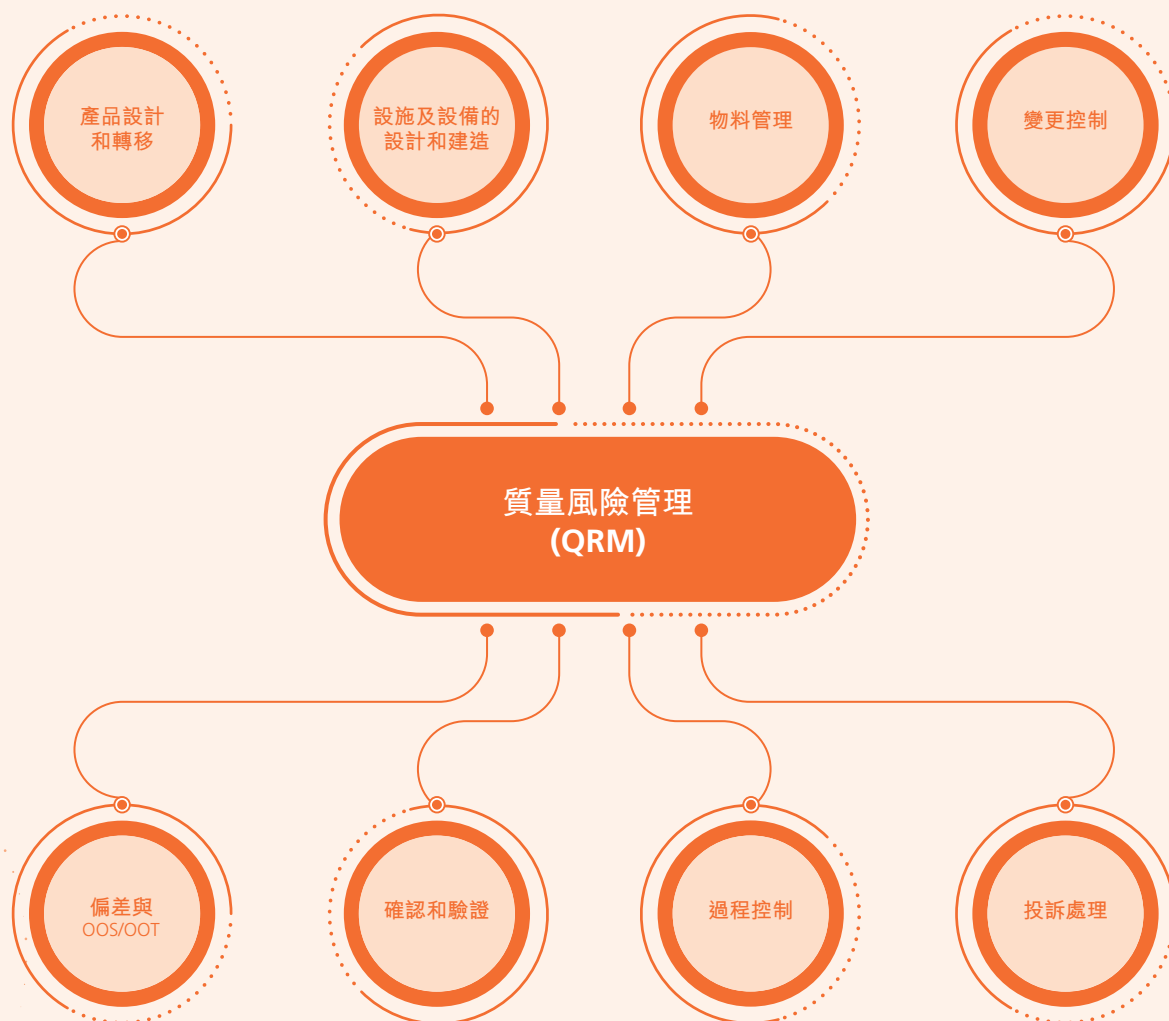 產品設計
和轉移
設施及設備的
設計和建造
物料管理
變更控制
質量風險管理
(QRM)
偏差與
OOS/OOT
確認和驗證
過程控制
投訴處理